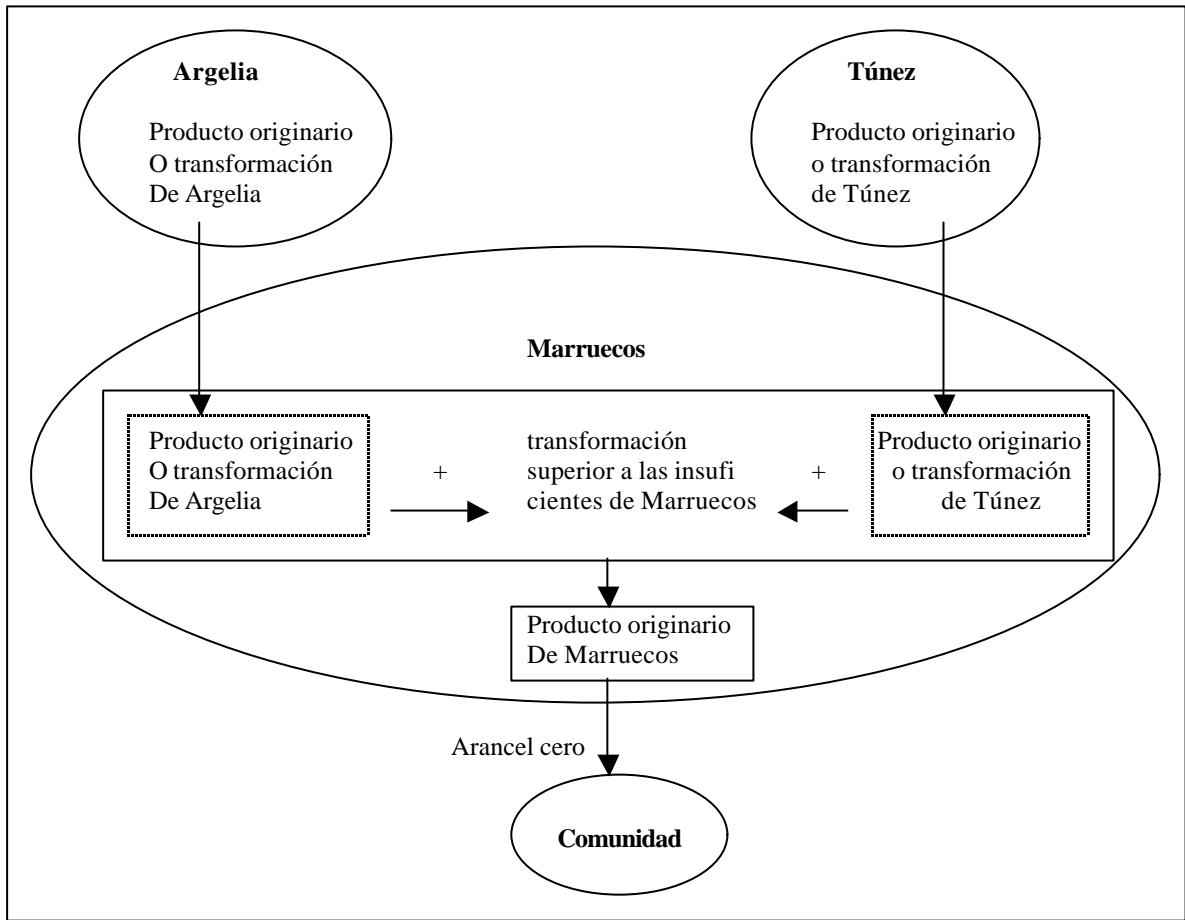 Argelia
Producto originario
O transformación
De Argelia
Túnez
Producto originario
o transformación
de Túnez
Marruecos
Producto originario
O transformación
De Argelia
+
transformación
superior a las insufi
cientes de Marruecos
+
Producto originario
o transformación
de Túnez
Producto originario
De Marruecos
Arancel cero
Comunidad